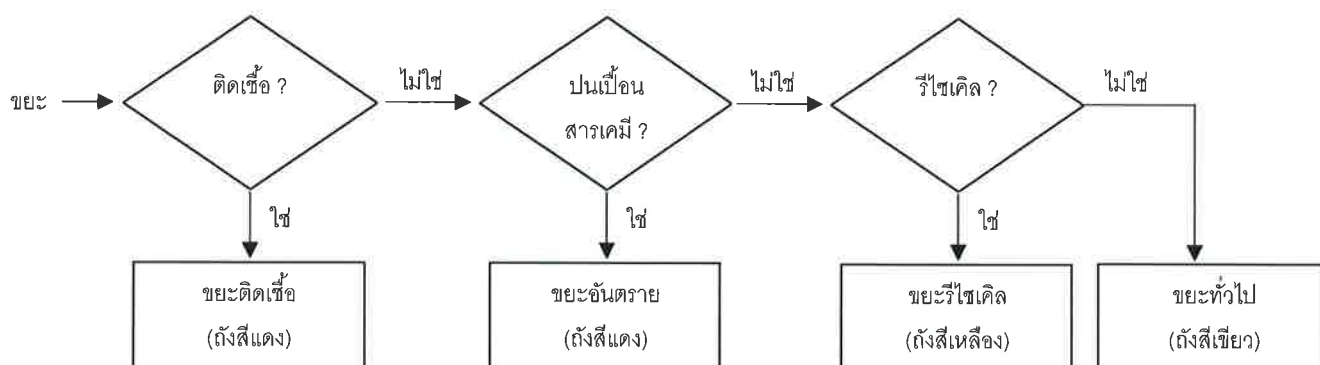 ขยะ
ติดเชื้อ ?
ไม่ใช่
ปนเปื้อน
สารเคมี ?
ไม่ใช่
รีไซเคิล ?
ไม่ใช่
ใช่
ใช่
ใช่
ขยะติดเชื้อ
(ถังสีแดง)
ขยะอันตราย
(ถังสีแดง)
ขยะรีไซเคิล
(ถังสีเหลือง)
ขยะทั่วไป
(ถังสีเขียว)